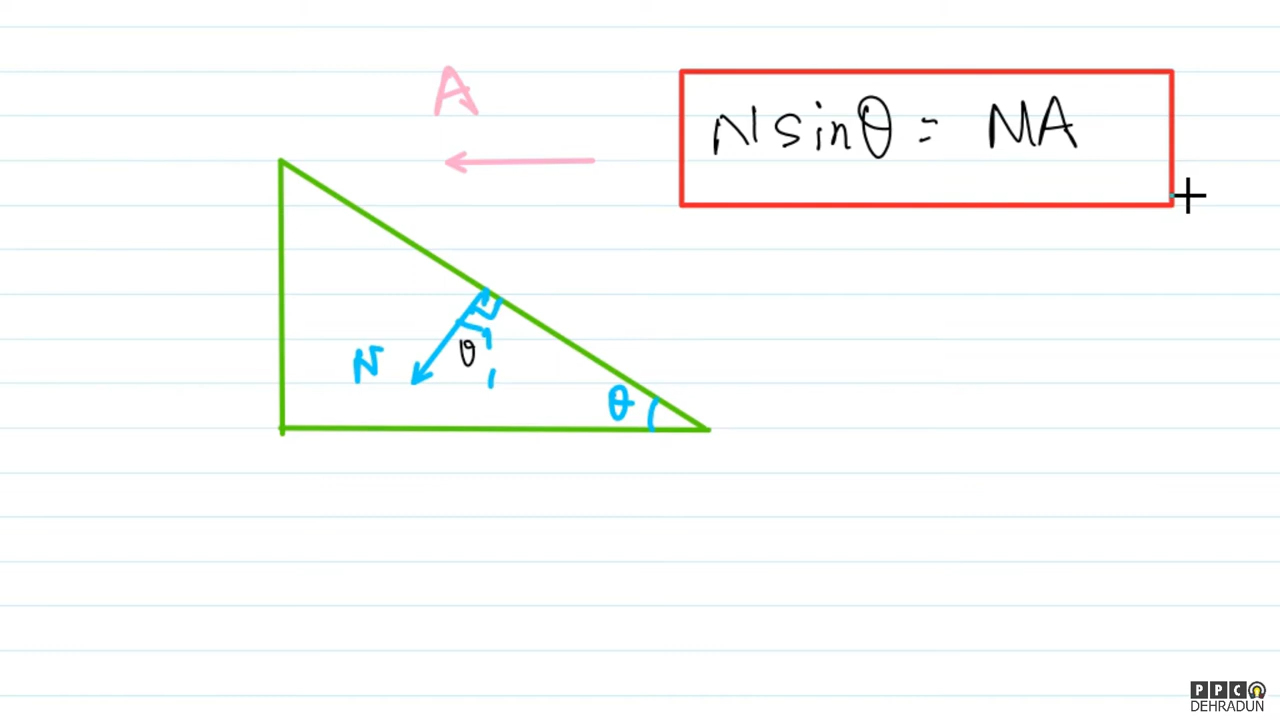 A
N sinθ = MA
N
θ
θ
PPC
DEHRADUN